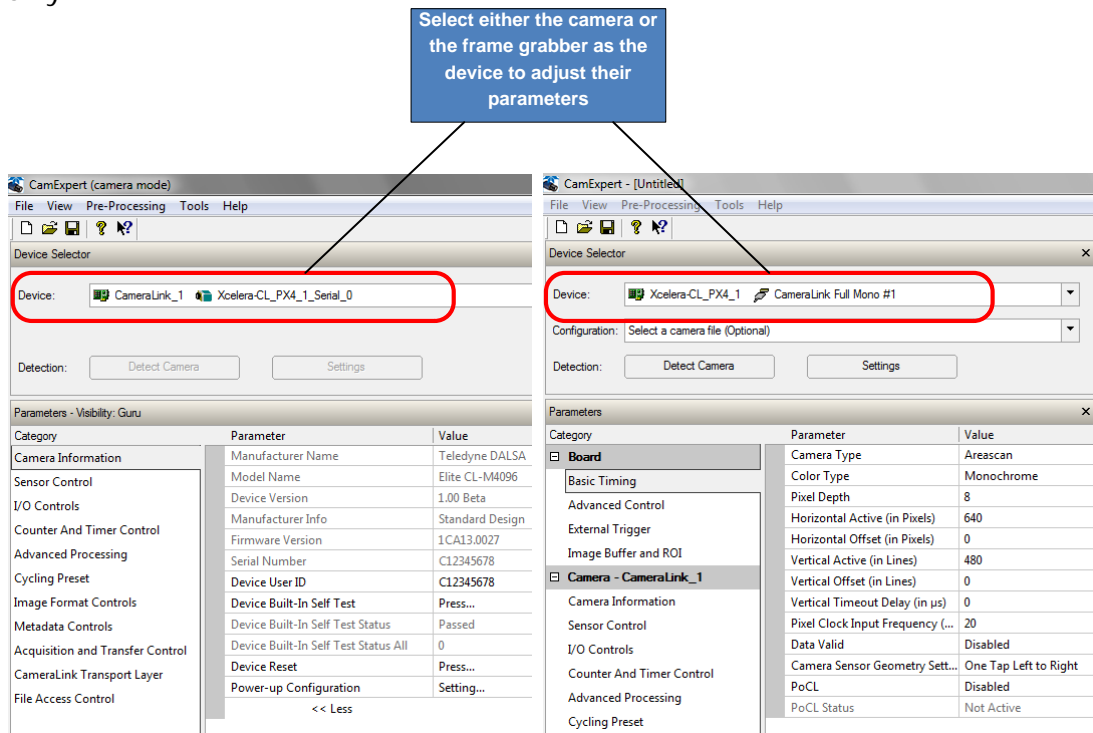 Select either the camera or
the frame grabber as the
device to adjust their
parameters
CamExpert (camera mode)
File View Pre-Processing Tools Help
Device Selector
Device: CameraLink_1 Xcelera-CL_PX4_1_Serial_0
Detection: Detect Camera Settings
Parameters - Visibility: Guru
Category Parameter Value
Camera Information Manufacturer Name Teledyne DALSA
Sensor Control Model Name Elite CL-M4096
I/O Controls Device Version 1.00 Beta
Counter And Timer Control Manufacturer Info Standard Design
Advanced Processing Firmware Version 1CA13.0027
Cycling Preset Serial Number C12345678
Image Format Controls Device User ID C12345678
Metadata Controls Device Built-In Self Test Press...
Acquisition and Transfer Control Device Built-In Self Test Status Passed
CameraLink Transport Layer Device Built-In Self Test Status All 0
File Access Control Device Reset Press...
Power-up Configuration Setting...
<< Less
CamExpert - [Untitled]
File View Pre-Processing Tools Help
Device Selector
Device: Xcelera-CL_PX4_1 CameraLink Full Mono #1
Configuration: Select a camera file (Optional)
Detection: Detect Camera Settings
Parameters
Category Parameter Value
Board Camera Type Areascan
Basic Timing Color Type Monochrome
Advanced Control Pixel Depth 8
External Trigger Horizontal Active (in Pixels) 640
Image Buffer and ROI Horizontal Offset (in Pixels) 0
Camera - CameraLink_1 Vertical Active (in Lines) 480
Camera Information Vertical Offset (in Lines) 0
Sensor Control Vertical Timeout Delay (in µs) 0
I/O Controls Pixel Clock Input Frequency (... 20
Counter And Timer Control Data Valid Disabled
Advanced Processing Camera Sensor Geometry Sett... One Tap Left to Right
Cycling Preset PoCL Disabled
PoCL Status Not Active